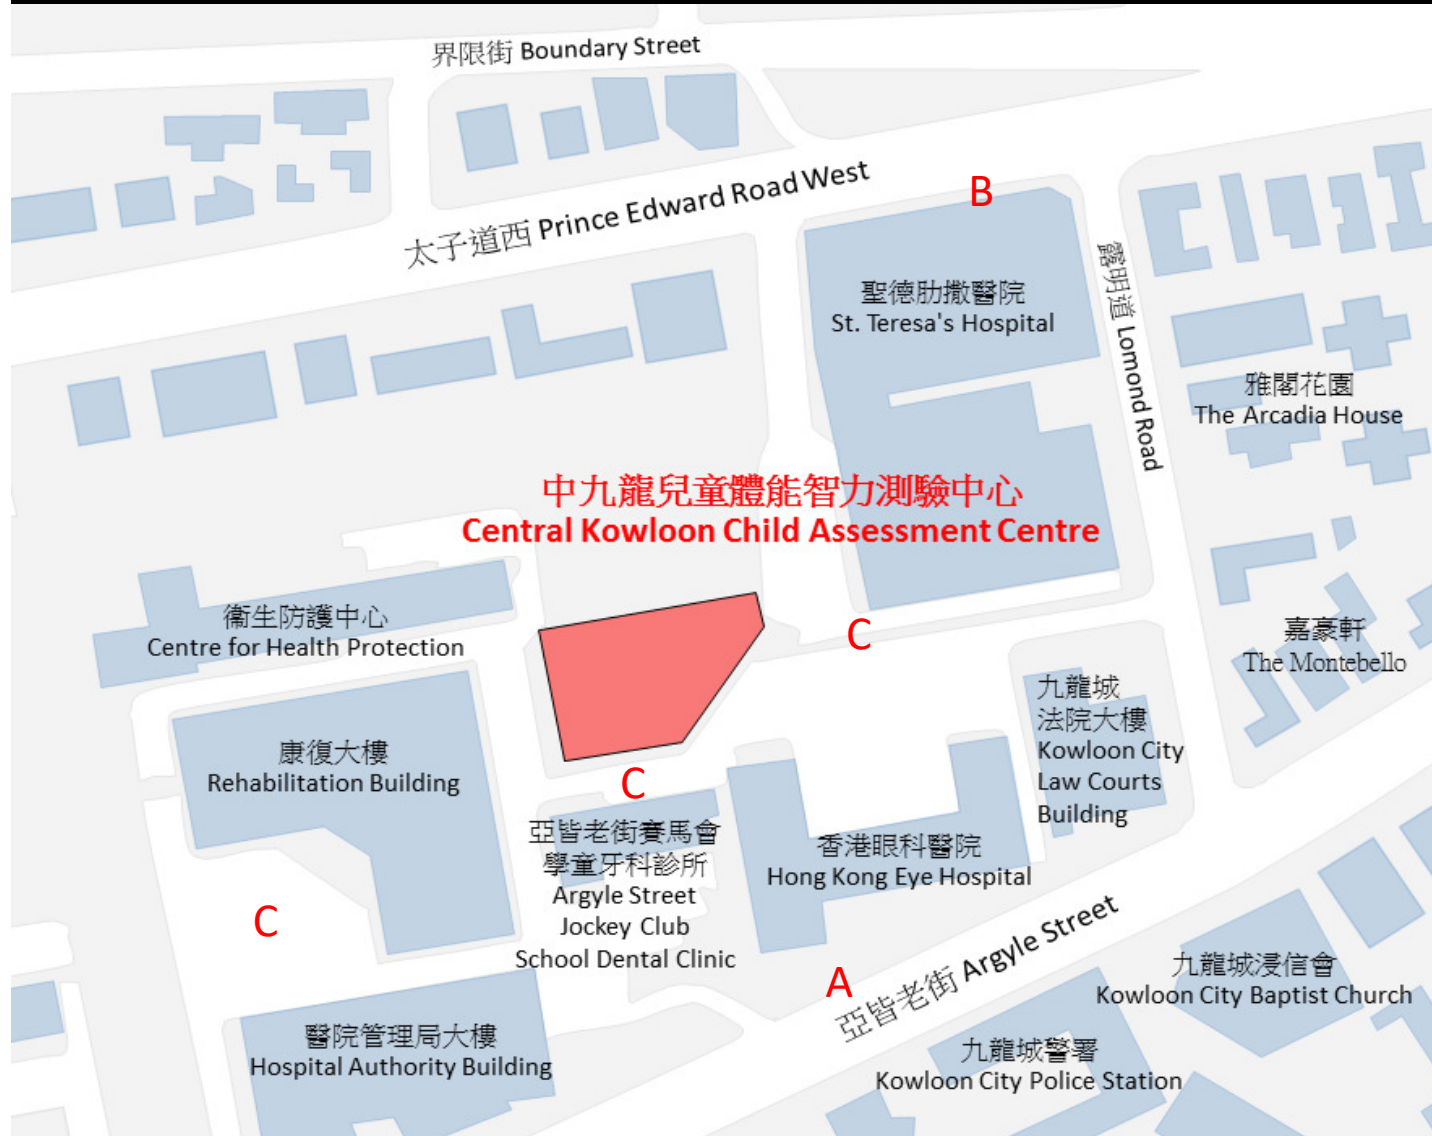 界限街 Boundary Street
太子道西 Prince Edward Road West
B
聖德肋撒醫院
St. Teresa's Hospital
露明道 Lomond Road
雅閣花園
The Arcadia House
中九龍兒童體能智力測驗中心
Central Kowloon Child Assessment Centre
衞生防護中心
Centre for Health Protection
C
嘉豪軒
The Montebello
九龍城
法院大樓
Kowloon City
Law Courts
Building
康復大樓
Rehabilitation Building
C
亞皆老街賽馬會
學童牙科診所
Argyle Street
Jockey Club
School Dental Clinic
香港眼科醫院
Hong Kong Eye Hospital
C
A
亞皆老街 Argyle Street
九龍城浸信會
Kowloon City Baptist Church
醫院管理局大樓
Hospital Authority Building
九龍城警署
Kowloon City Police Station